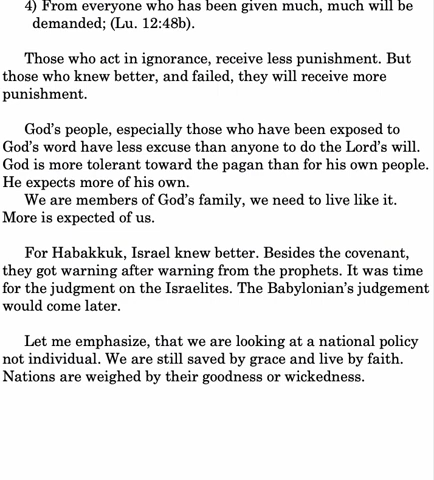 4) From everyone who has been given much, much will be
demanded; (Lu. 12:48b).
Those who act in ignorance, receive less punishment. But
those who knew better, and failed, they will receive more
punishment.
God's people, especially those who have been exposed to
God's word have less excuse than anyone to do the Lord's will.
God is more tolerant toward the pagan than for his own people.
He expects more of his own.
We are members of God's family, we need to live like it.
More is expected of us.
For Habakkuk, Israel knew better. Besides the covenant,
they got warning after warning from the prophets. It was time
for the judgment on the Israelites. The Babylonian's judgement
would come later.
Let me emphasize, that we are looking at a national policy
not individual. We are still saved by grace and live by faith.
Nations are weighed by their goodness or wickedness.